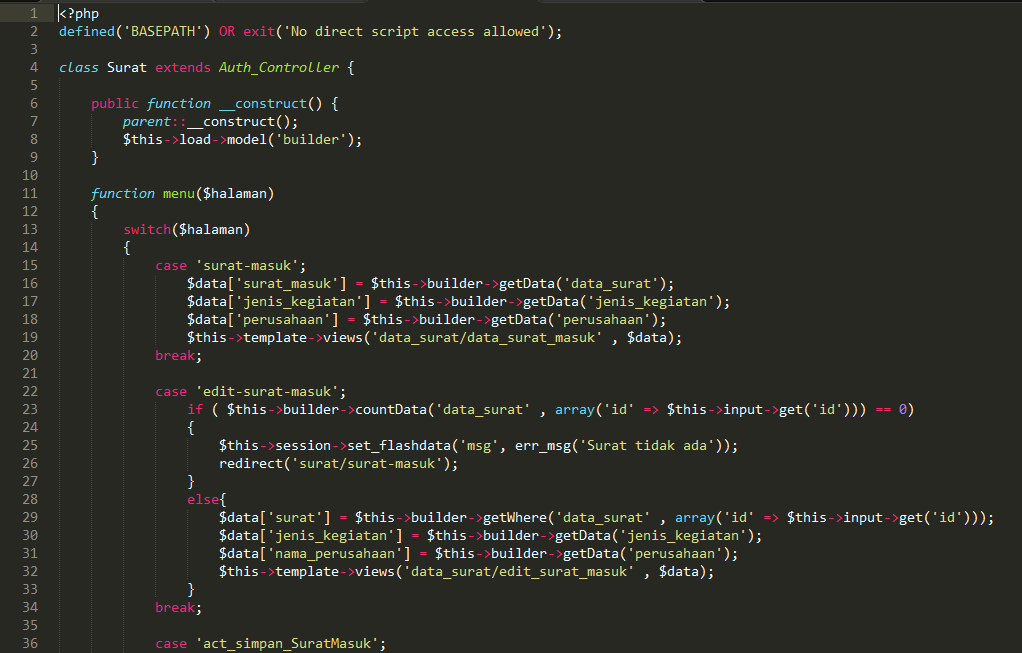 1 <?php
2 defined('BASEPATH') OR exit('No direct script access allowed');
3
4 class Surat extends Auth_Controller {
5
6     public function __construct() {
7         parent::__construct();
8         $this->load->model('builder');
9     }
10
11     function menu($halaman)
12     {
13         switch($halaman)
14         {
15             case 'surat-masuk';
16                 $data['surat_masuk'] = $this->builder->getData('data_surat');
17                 $data['jenis_kegiatan'] = $this->builder->getData('jenis_kegiatan');
18                 $data['perusahaan'] = $this->builder->getData('perusahaan');
19                 $this->template->views('data_surat/data_surat_masuk' , $data);
20             break;
21
22             case 'edit-surat-masuk';
23                 if ( $this->builder->countData('data_surat' , array('id' => $this->input->get('id'))) == 0)
24                 {
25                     $this->session->set_flashdata('msg', err_msg('Surat tidak ada'));
26                     redirect('surat/surat-masuk');
27                 }
28                 else{
29                     $data['surat'] = $this->builder->getWhere('data_surat' , array('id' => $this->input->get('id')));
30                     $data['jenis_kegiatan'] = $this->builder->getData('jenis_kegiatan');
31                     $data['nama_perusahaan'] = $this->builder->getData('perusahaan');
32                     $this->template->views('data_surat/edit_surat_masuk' , $data);
33                 }
34             break;
35
36             case 'act_simpan_SuratMasuk';